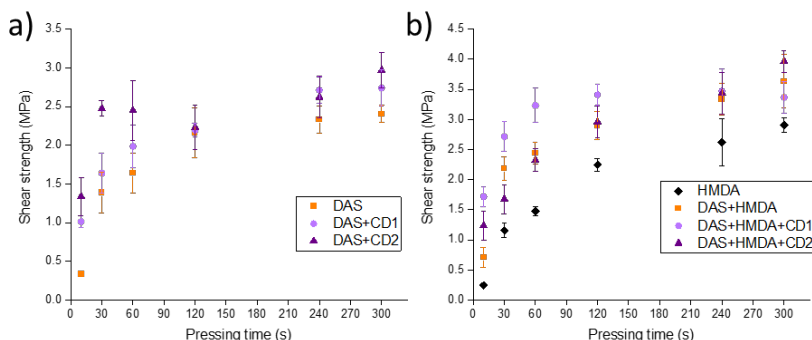 a)
Shear strength (MPa)
3.5
3.0
2.5
2.0
1.5
1.0
0.5
0.0
0 30 60 90 120 150 180 210 240 270 300
Pressing time (s)
DAS
DAS+CD1
DAS+CD2
b)
Shear strength (MPa)
4.5
4.0
3.5
3.0
2.5
2.0
1.5
1.0
0.5
0.0
0 30 60 90 120 150 180 210 240 270 300
Pressing time (s)
HMDA
DAS+HMDA
DAS+HMDA+CD1
DAS+HMDA+CD2